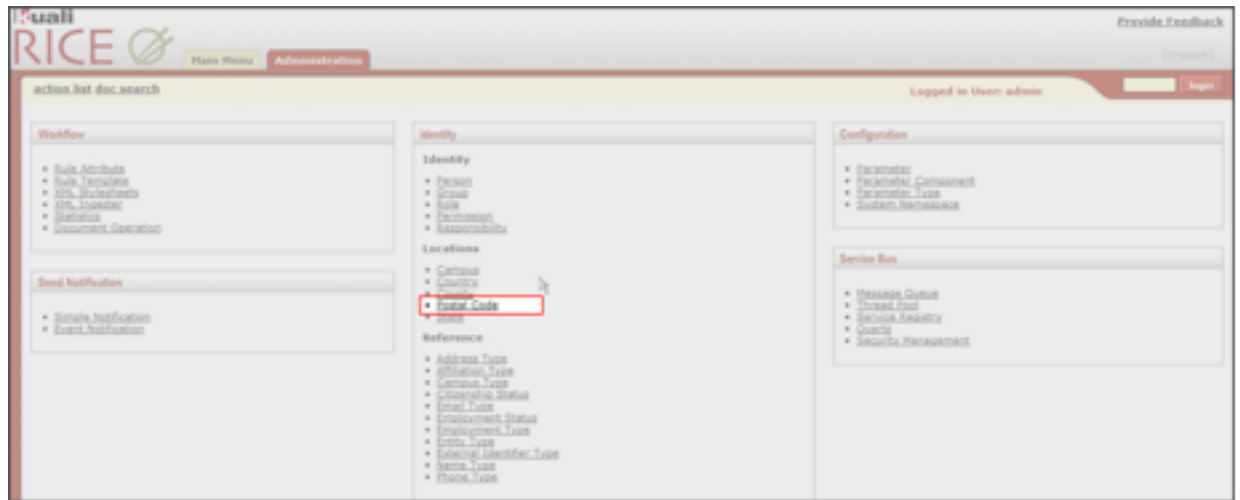 Kuali
RICE
Main Menu
Administration
Provide Feedback
action list doc search
Logged in User: admin
login
Workflow
Rule Attribute
Rule Template
XML Stylesheets
XML Ingester
Statistics
Document Operation
Send Notification
Simple Notification
Event Notification
Identity
Identity
Person
Group
Role
Permission
Responsibility
Locations
Campus
Country
County
Postal Code
State
Reference
Address Type
Affiliation Type
Campus Type
Citizenship Status
Email Type
Employment Status
Employment Type
Entity Type
External Identifier Type
Name Type
Phone Type
Configuration
Parameter
Parameter Component
Parameter Type
System Namespace
Service Bus
Message Queue
Thread Pool
Service Registry
Quartz
Security Management